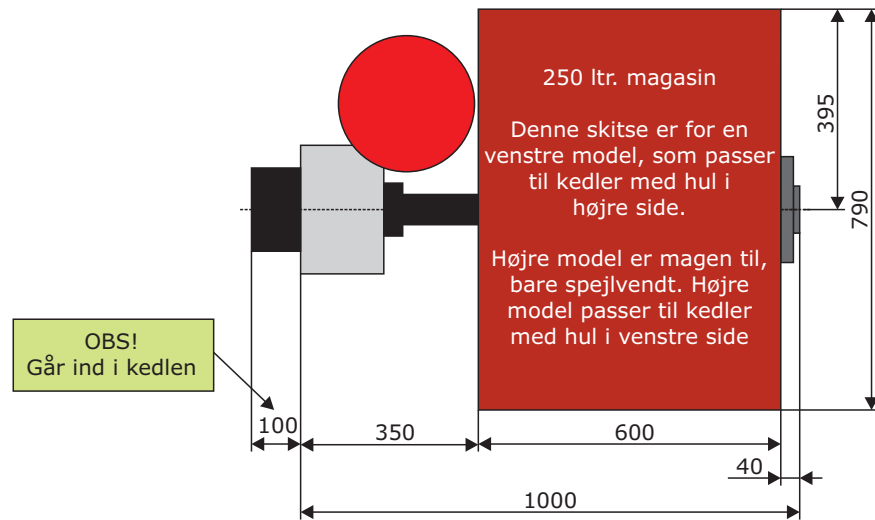 250 ltr. magasin
Denne skitse er for en
venstre model, som passer
til kedler med hul i
højre side.
Højre model er magen til,
bare spejlvendt. Højre
model passer til kedler
med hul i venstre side
395
790
OBS!
Går ind i kedlen
100
350
600
40
1000